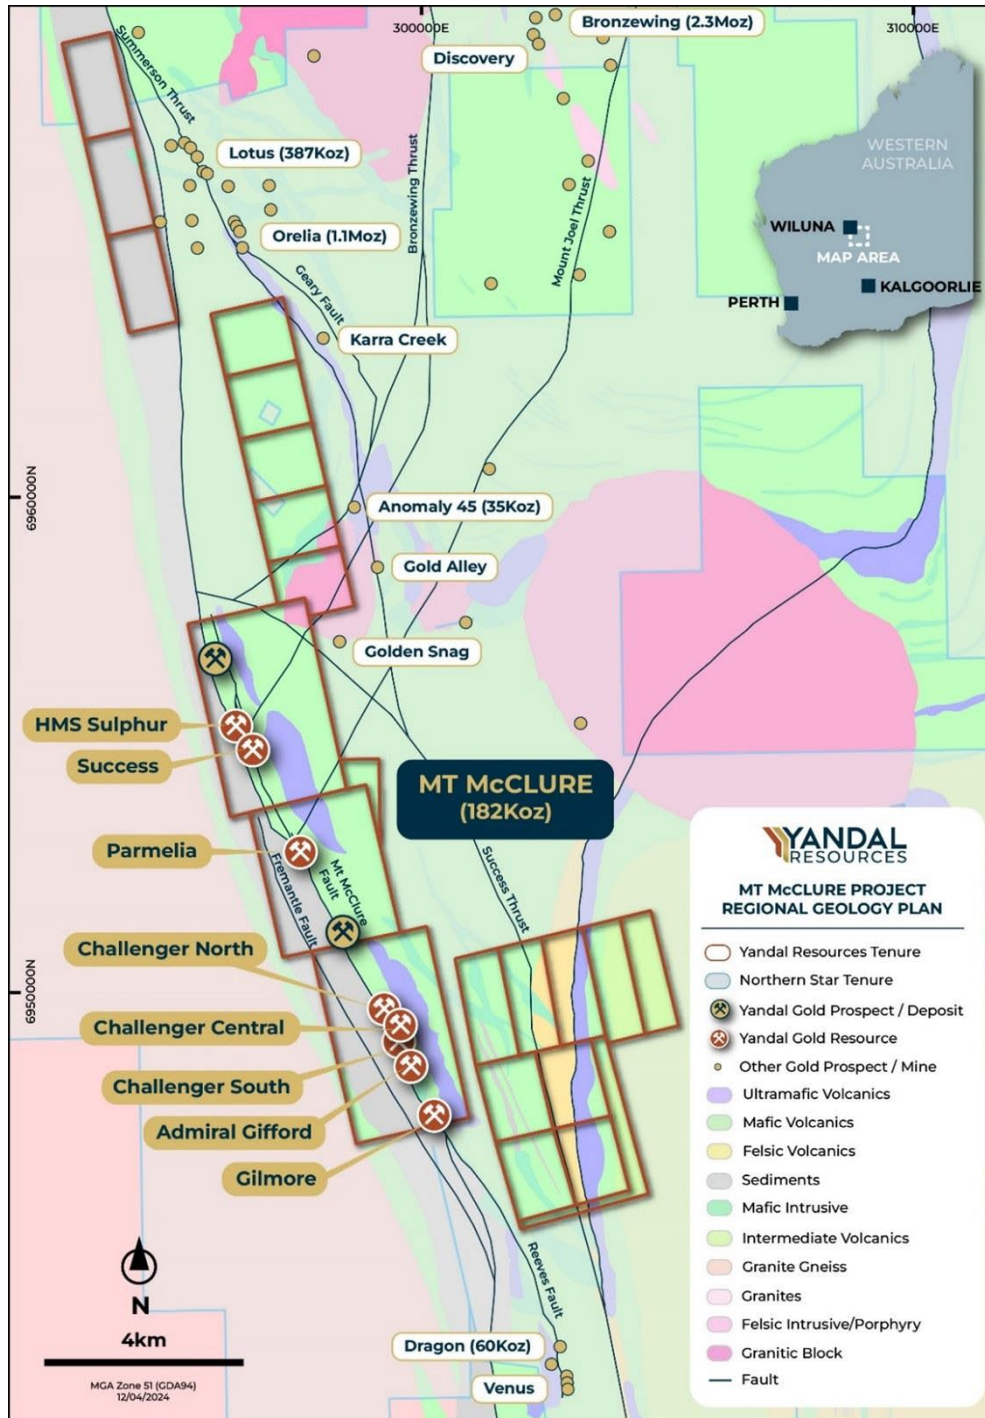 300000E
310000E
Bronzewing (2.3Moz)
Discovery
Summerson Thrust
WESTERN
AUSTRALIA
Lotus (387Koz)
Bronzewing Thrust
Mount Joel Thrust
WILUNA
MAP AREA
Orelia (1.1Moz)
Geary Fault
KALGOORLIE
PERTH
Karra Creek
6960000N
Anomaly 45 (35Koz)
Gold Alley
Golden Snag
HMS Sulphur
Success
MT McCLURE
(182Koz)
Parmelia
Fremantle Fault
Mt McClure
Fault
Success Thrust
Challenger North
6950000N
Challenger Central
Challenger South
Admiral Gifford
Gilmore
Reeves Fault
N
4km
MGA Zone 51 (GDA94)
12/04/2024
Dragon (60Koz)
Venus
YANDAL
RESOURCES
MT McCLURE PROJECT
REGIONAL GEOLOGY PLAN
Yandal Resources Tenure
Northern Star Tenure
Yandal Gold Prospect / Deposit
Yandal Gold Resource
Other Gold Prospect / Mine
Ultramafic Volcanics
Mafic Volcanics
Felsic Volcanics
Sediments
Mafic Intrusive
Intermediate Volcanics
Granite Gneiss
Granites
Felsic Intrusive/Porphyry
Granitic Block
Fault